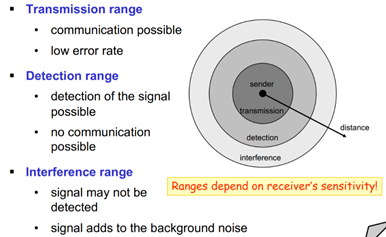 ▪ Transmission range
• communication possible
• low error rate
▪ Detection range
• detection of the signal
possible
• no communication
possible
▪ Interference range
• signal may not be
detected
• signal adds to the background noise
sender
transmission
detection
interference
distance
Ranges depend on receiver's sensitivity!